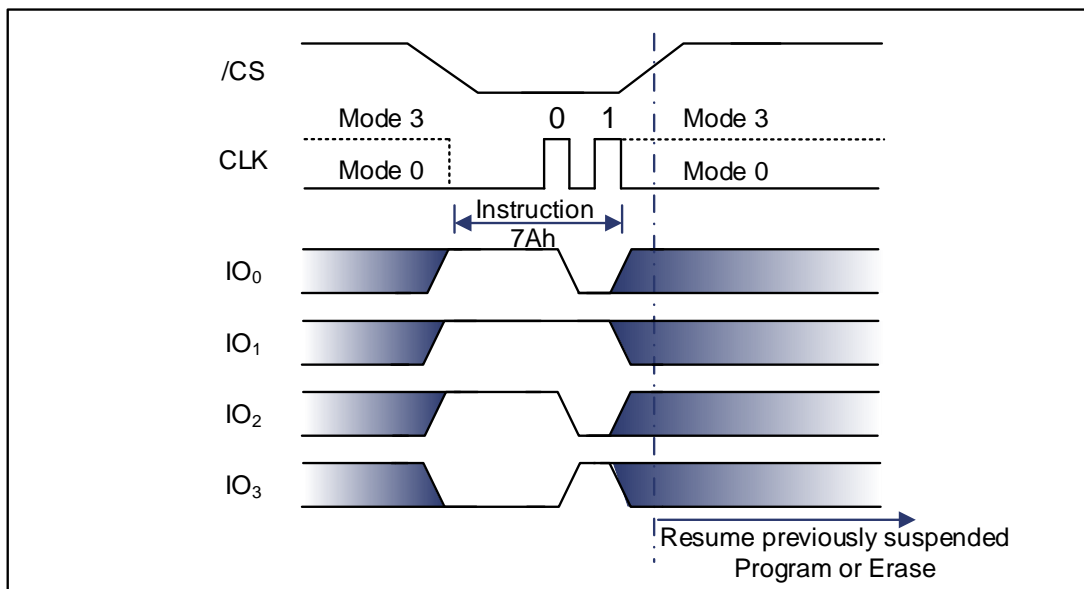 /CS
Mode 3
0
1
Mode 3
CLK
Mode 0
Mode 0
Instruction
7Ah
IO₀
IO₁
IO₂
IO₃
Resume previously suspended
Program or Erase